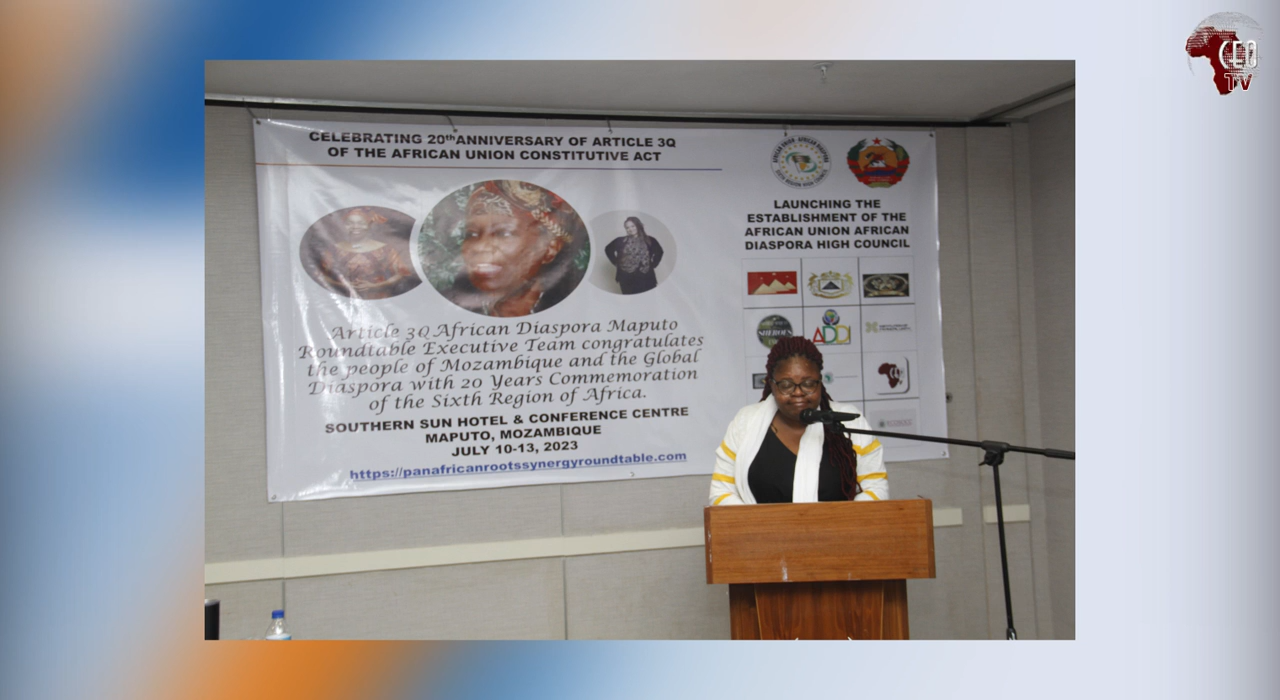 CELEBRATING 20thANNIVERSARY OF ARTICLE 3Q
OF THE AFRICAN UNION CONSTITUTIVE ACT
Article 3Q African Diaspora Maputo
Roundtable Executive Team congratulates
the people of Mozambique and the Global
Diaspora with 20 Years Commemoration
of the Sixth Region of Africa.
SOUTHERN SUN HOTEL & CONFERENCE CENTRE
MAPUTO, MOZAMBIQUE
JULY 10-13, 2023
https://panafricanrootssynergyroundtable.com
LAUNCHING THE
ESTABLISHMENT OF THE
AFRICAN UNION AFRICAN
DIASPORA HIGH COUNCIL
ADDI
CEO
TV